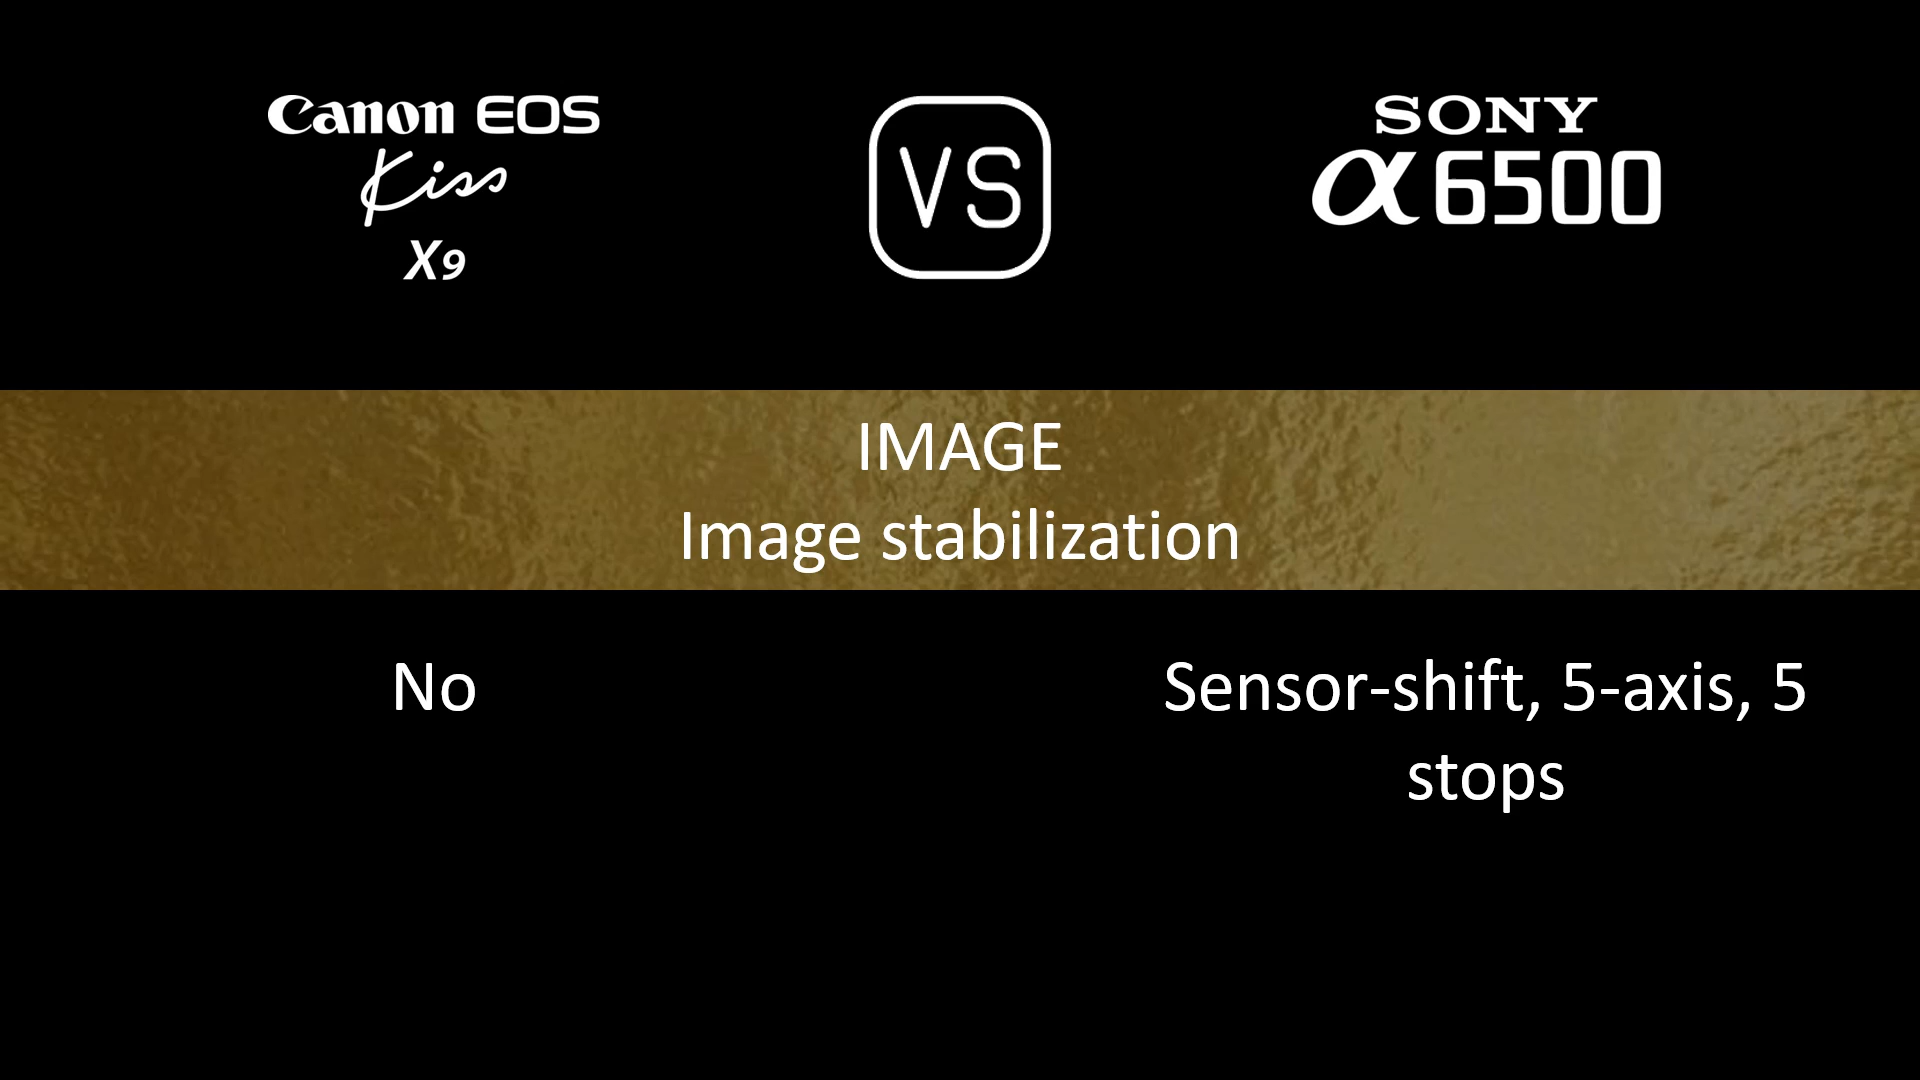 Canon EOS
Kiss
X9
VS
SONY
α6500
IMAGE
Image stabilization
No
Sensor-shift, 5-axis, 5
stops